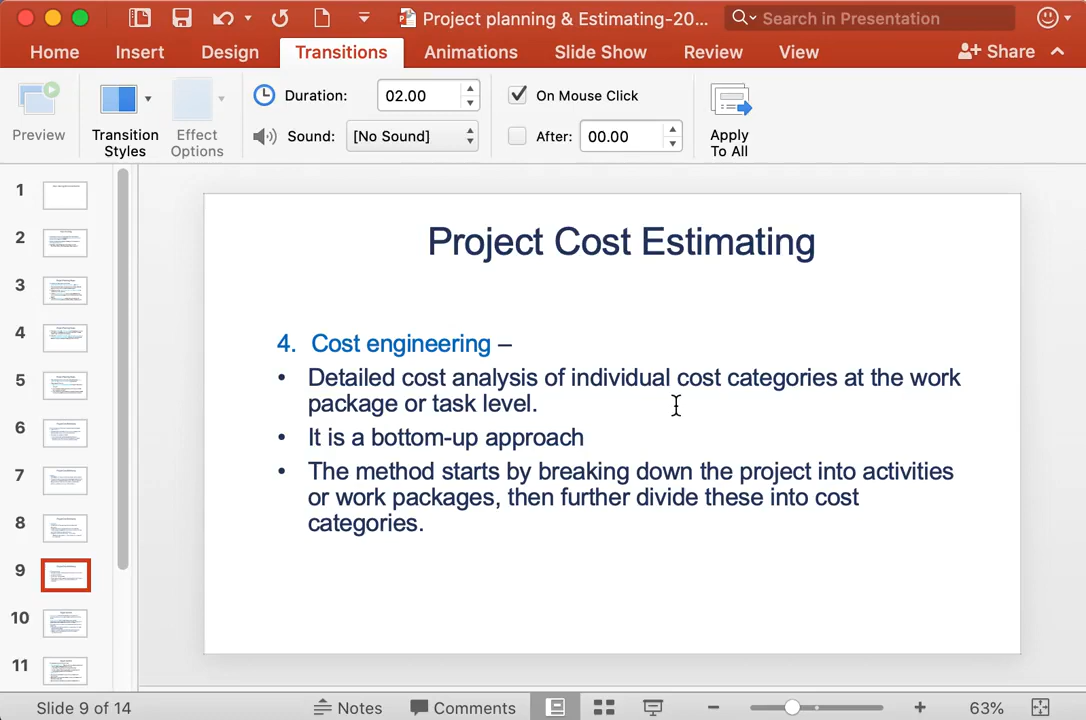 Project planning & Estimating-20...
Search in Presentation
Home Insert Design Transitions Animations Slide Show Review View Share
Preview
Transition Styles
Effect Options
Duration: 02.00
Sound: [No Sound]
On Mouse Click
After: 00.00
Apply To All
1
2
3
4
5
6
7
8
9
10
11
Project Cost Estimating
4. Cost engineering –
• Detailed cost analysis of individual cost categories at the work
package or task level.
• It is a bottom-up approach
• The method starts by breaking down the project into activities
or work packages, then further divide these into cost
categories.
Slide 9 of 14 Notes Comments 63%